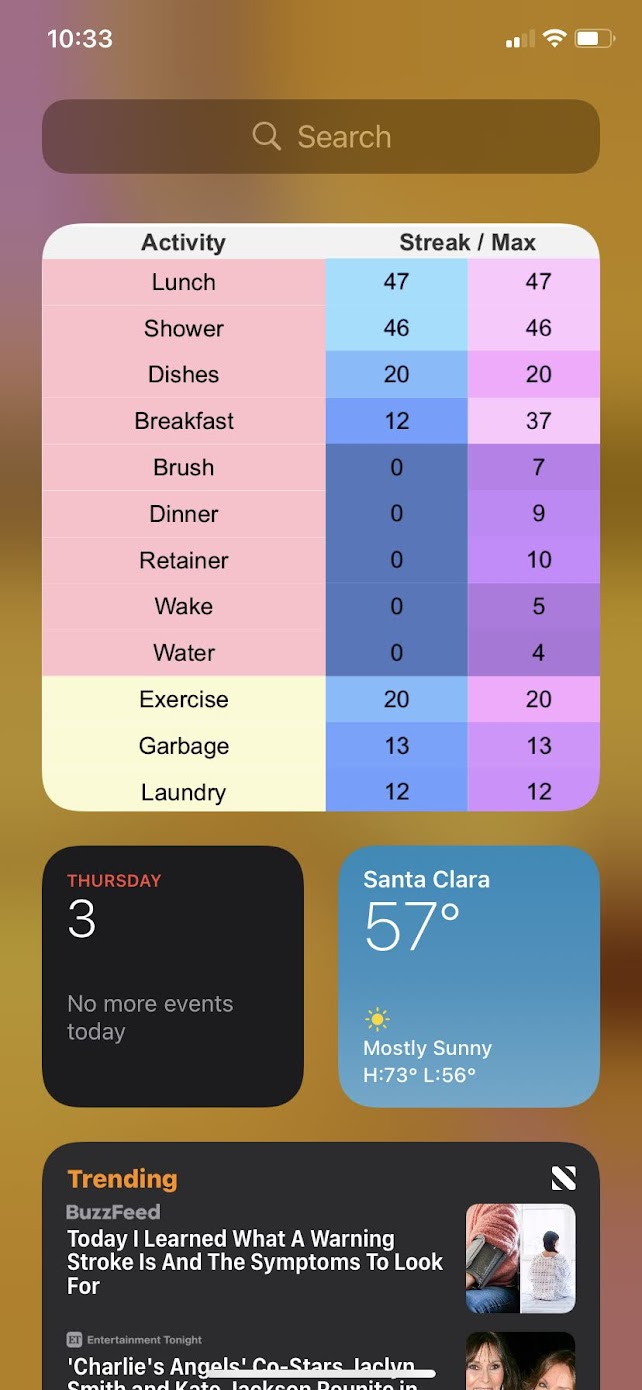 10:33
Search
Activity Streak / Max
Lunch 47 47
Shower 46 46
Dishes 20 20
Breakfast 12 37
Brush 0 7
Dinner 0 9
Retainer 0 10
Wake 0 5
Water 0 4
Exercise 20 20
Garbage 13 13
Laundry 12 12
THURSDAY
3
No more events
today
Santa Clara
57°
Mostly Sunny
H:73° L:56°
Trending
BuzzFeed
Today I Learned What A Warning
Stroke Is And The Symptoms To Look
For
ET Entertainment Tonight
'Charlie's Angels' Co-Stars Jaclyn
Smith and Kate Jackson Reunite in